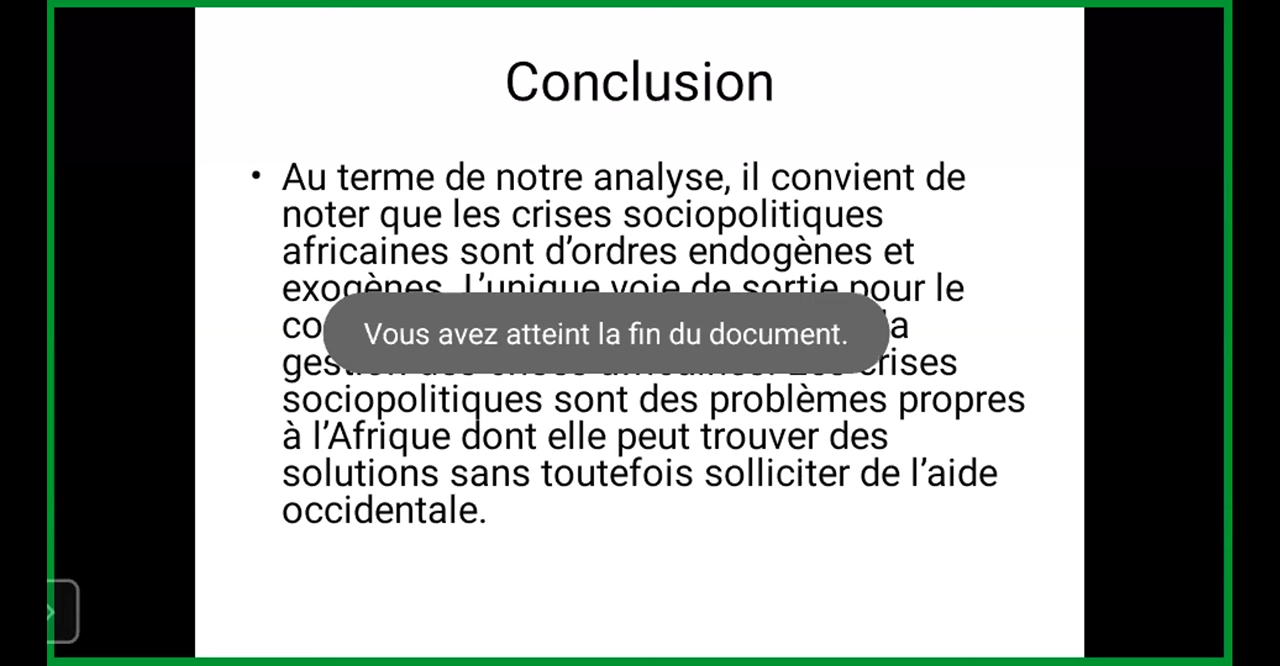 Conclusion
• Au terme de notre analyse, il convient de
noter que les crises sociopolitiques
africaines sont d’ordres endogènes et
exogènes. L’unique voie de sortie pour le
Vous avez atteint la fin du document.
crises
sociopolitiques sont des problèmes propres
à l’Afrique dont elle peut trouver des
solutions sans toutefois solliciter de l’aide
occidentale.